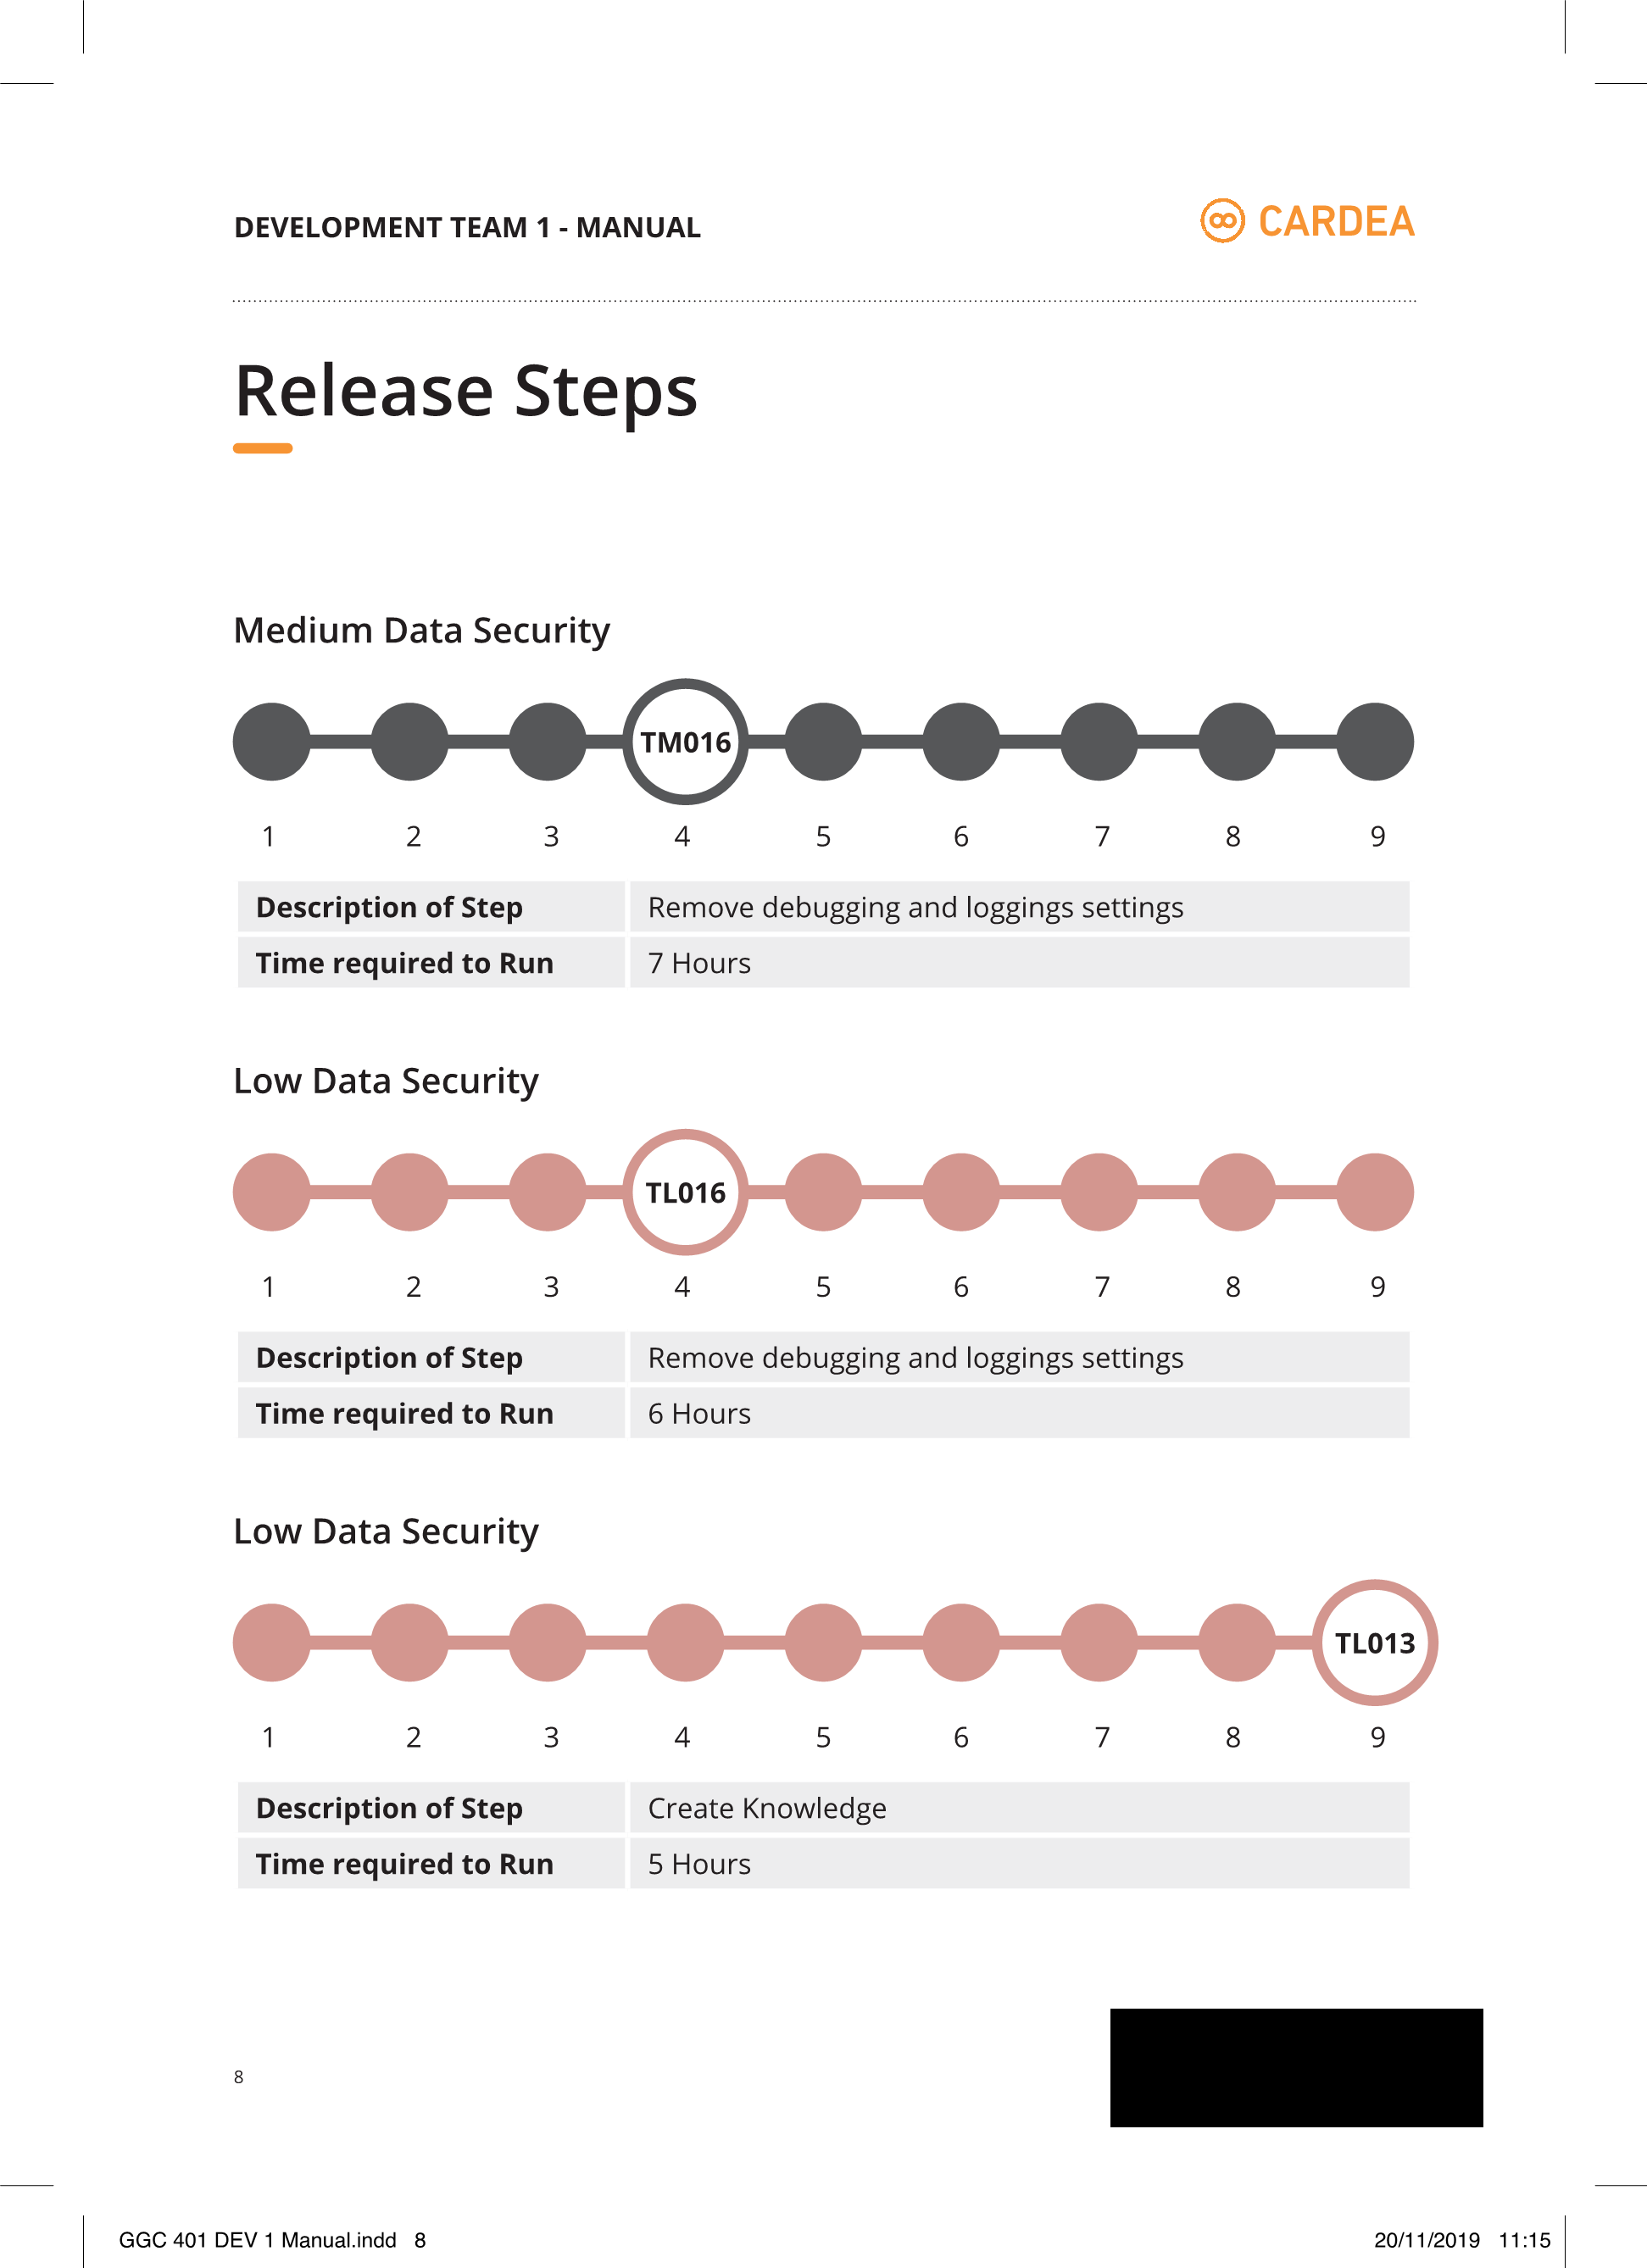 DEVELOPMENT TEAM 1 - MANUAL
CARDEA
Release Steps
Medium Data Security
TM016
1 2 3 4 5 6 7 8 9
Description of Step Remove debugging and loggings settings
Time required to Run 7 Hours
Low Data Security
TL016
1 2 3 4 5 6 7 8 9
Description of Step Remove debugging and loggings settings
Time required to Run 6 Hours
Low Data Security
TL013
1 2 3 4 5 6 7 8 9
Description of Step Create Knowledge
Time required to Run 5 Hours
8
GGC 401 DEV 1 Manual.indd 8 20/11/2019 11:15